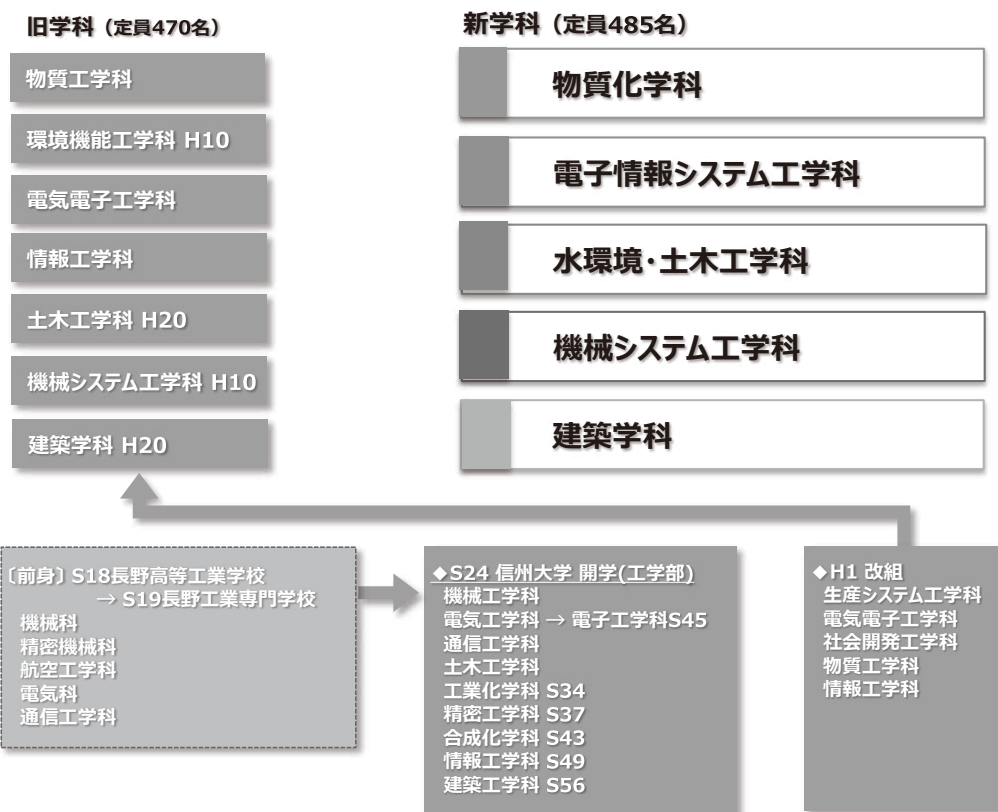 旧学科（定員470名）
物質工学科
環境機能工学科 H10
電気電子工学科
情報工学科
土木工学科 H20
機械システム工学科 H10
建築学科 H20
新学科（定員485名）
物質化学科
電子情報システム工学科
水環境・土木工学科
機械システム工学科
建築学科
〔前身〕S18長野高等工業学校
→ S19長野工業専門学校
機械科
精密機械科
航空工学科
電気科
通信工学科
◆S24 信州大学 開学(工学部)
機械工学科
電気工学科 → 電子工学科S45
通信工学科
土木工学科
工業化学科 S34
精密工学科 S37
合成化学科 S43
情報工学科 S49
建築工学科 S56
◆H1 改組
生産システム工学科
電気電子工学科
社会開発工学科
物質工学科
情報工学科